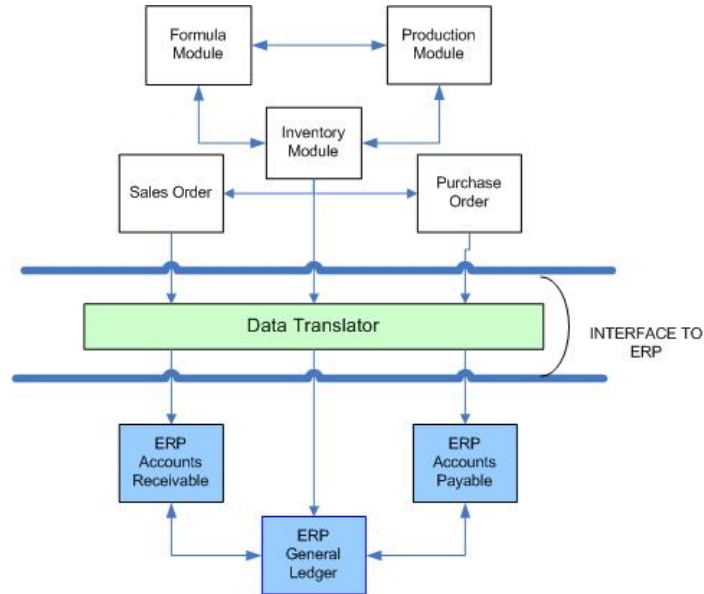 Formula
Module
Production
Module
Inventory
Module
Sales Order
Purchase
Order
Data Translator
INTERFACE TO
ERP
ERP
Accounts
Receivable
ERP
Accounts
Payable
ERP
General
Ledger